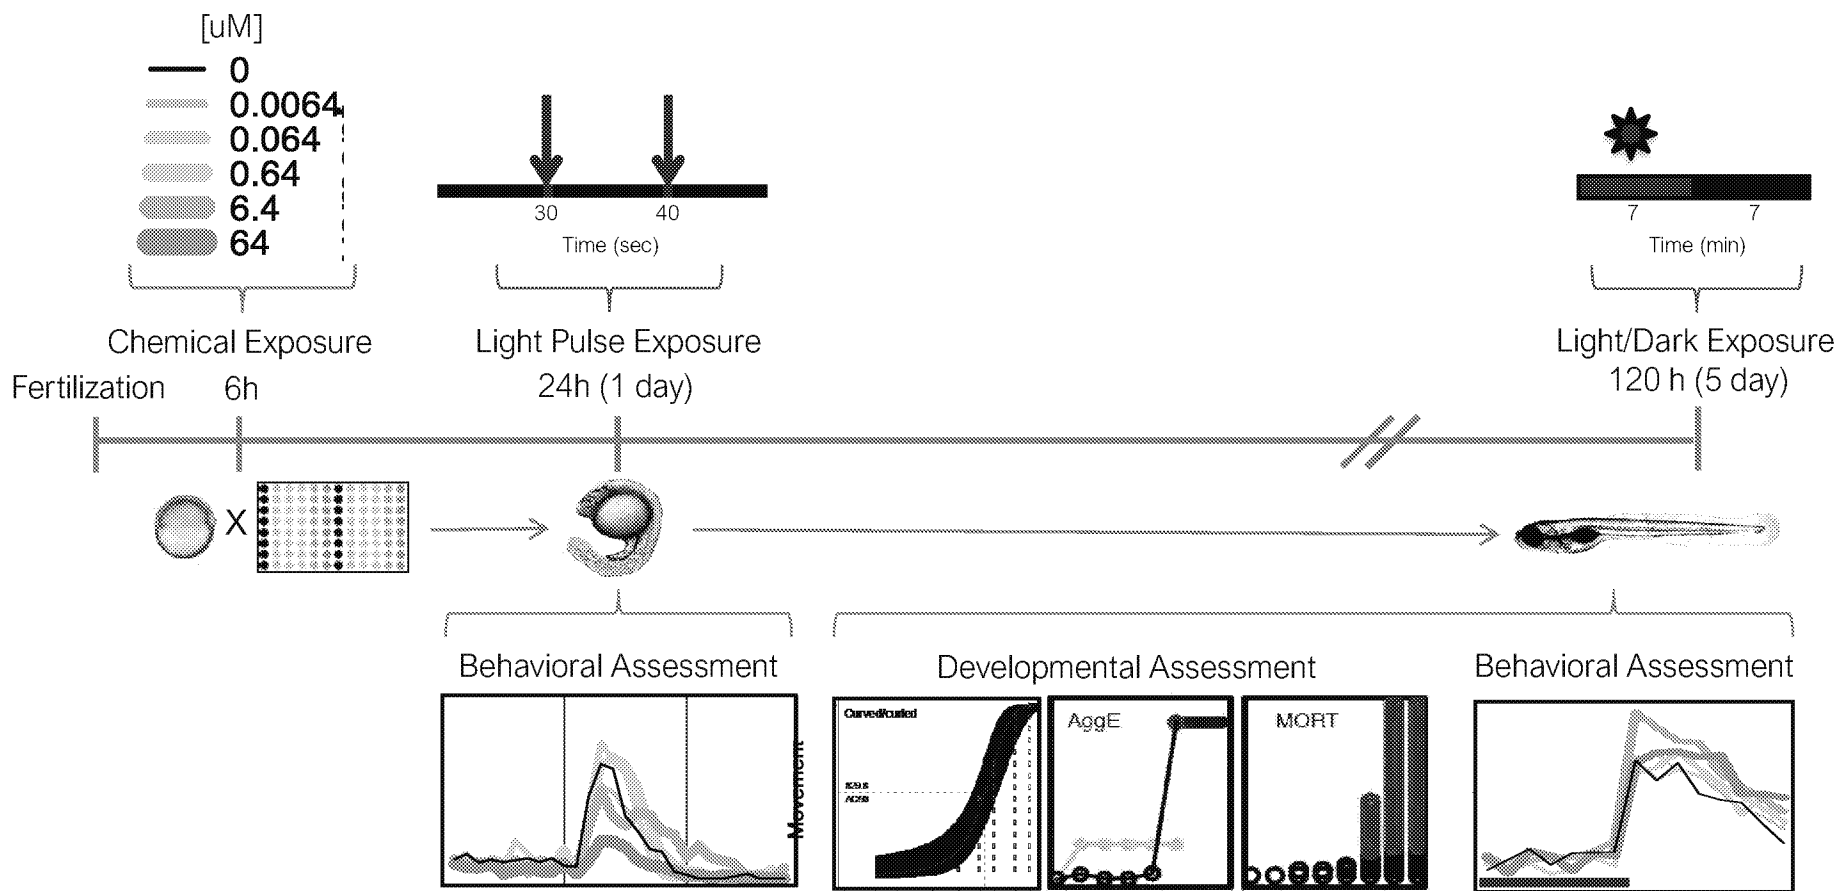 [uM]
0
0.0064
0.064
0.64
6.4
64
30
40
Time (sec)
7
7
Time (min)
Chemical Exposure
Light Pulse Exposure
Light/Dark Exposure
Fertilization
6h
24h (1 day)
120 h (5 day)
X
Behavioral Assessment
Developmental Assessment
Behavioral Assessment
Movement
Curved/curled
AC50
AggE
MORT